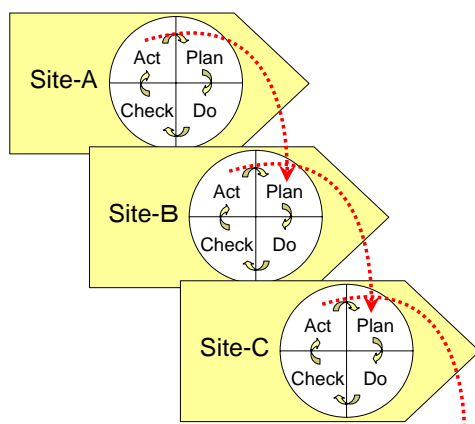 Act Plan
Site-A
Check Do
Act Plan
Site-B
Check Do
Act Plan
Site-C
Check Do